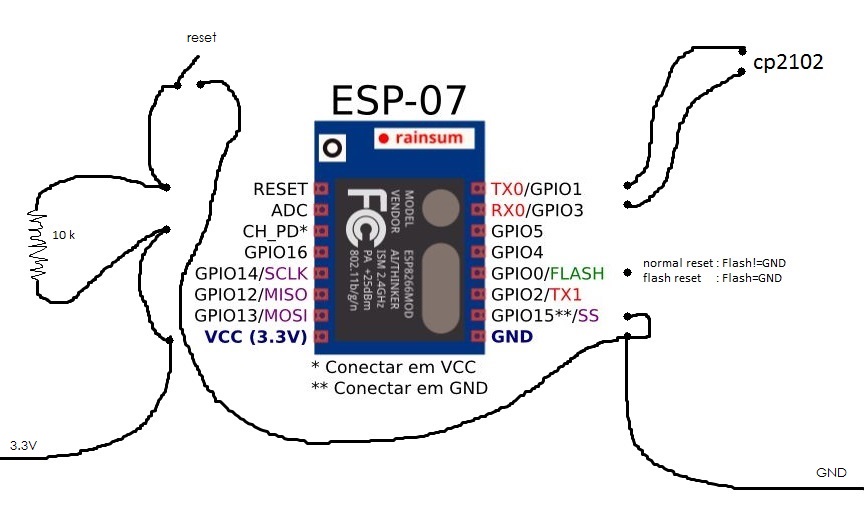 reset
cp2102
ESP-07
rainsum
RESET
ADC
CH_PD*
GPIO16
GPIO14/SCLK
GPIO12/MISO
GPIO13/MOSI
VCC (3.3V)
MODEL
VENDOR
FC
ESP8266MOD
AI/THINKER
ISM 2.4GHz
PA +25dBm
802.11b/g/n
TX0/GPIO1
RX0/GPIO3
GPIO5
GPIO4
GPIO0/FLASH
GPIO2/TX1
GPIO15**/SS
GND
10 k
normal reset : Flash!=GND
flash reset : Flash=GND
* Conectar em VCC
** Conectar em GND
3.3V
GND